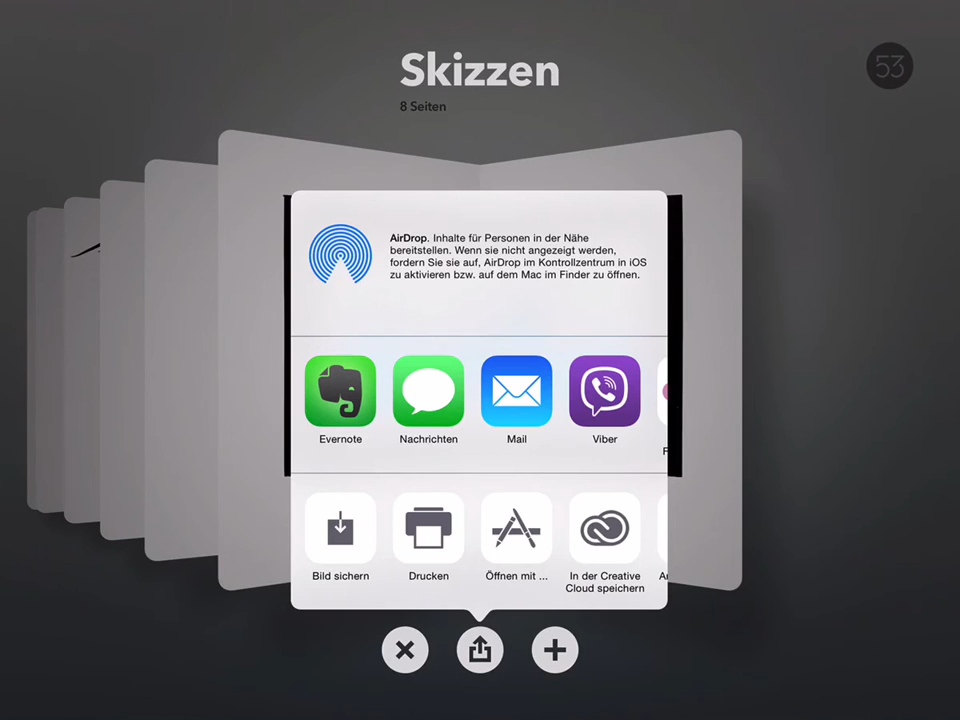 Skizzen
8 Seiten
53
AirDrop. Inhalte für Personen in der Nähe
bereitstellen. Wenn sie nicht angezeigt werden,
fordern Sie sie auf, AirDrop im Kontrollzentrum in iOS
zu aktivieren bzw. auf dem Mac im Finder zu öffnen.
Evernote
Nachrichten
Mail
Viber
Bild sichern
Drucken
Öffnen mit ...
In der Creative
Cloud speichern